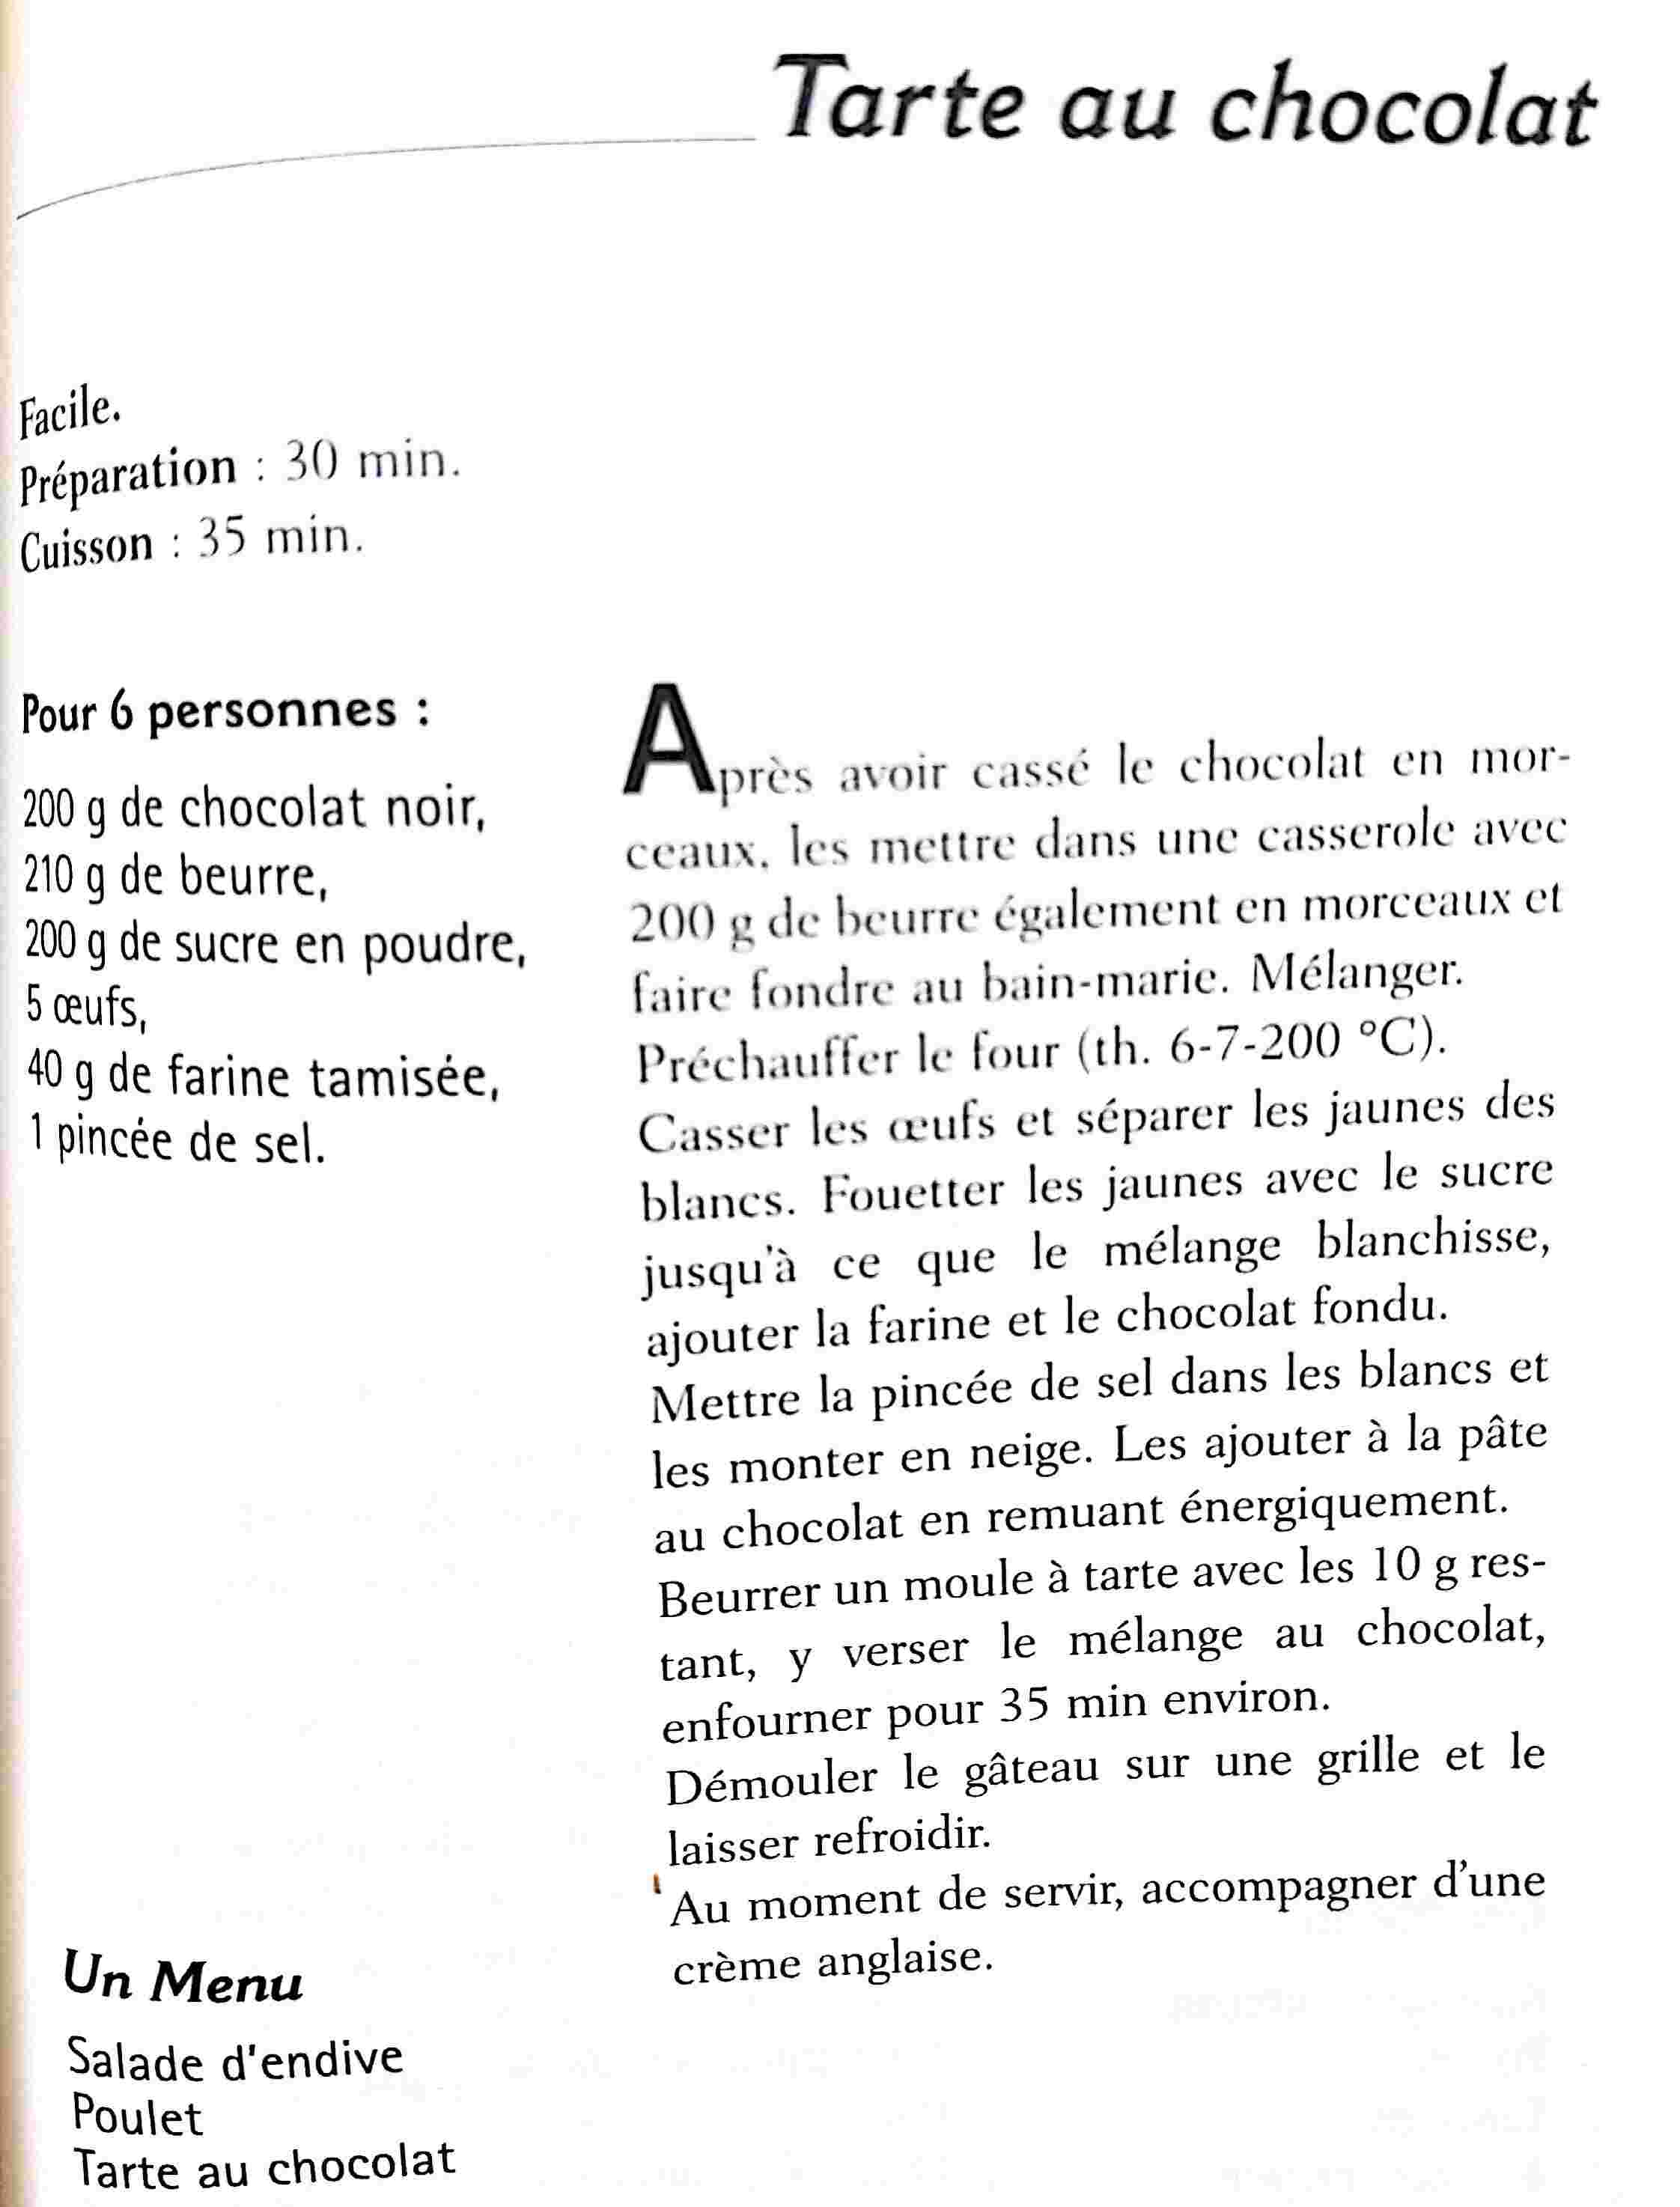 Tarte au chocolat
Facile.
Préparation : 30 min.
Cuisson : 35 min.
Pour 6 personnes :
200 g de chocolat noir,
210 g de beurre,
200 g de sucre en poudre,
5 œufs,
40 g de farine tamisée,
1 pincée de sel.
Après avoir cassé le chocolat en mor-
ceaux, les mettre dans une casserole avec
200 g de beurre également en morceaux et
faire fondre au bain-marie. Mélanger.
Préchauffer le four (th. 6-7-200 °C).
Casser les œufs et séparer les jaunes des
blancs. Fouetter les jaunes avec le sucre
jusqu'à ce que le mélange blanchisse,
ajouter la farine et le chocolat fondu.
Mettre la pincée de sel dans les blancs et
les monter en neige. Les ajouter à la pâte
au chocolat en remuant énergiquement.
Beurrer un moule à tarte avec les 10 g res-
tant, y verser le mélange au chocolat,
enfourner pour 35 min environ.
Démouler le gâteau sur une grille et le
laisser refroidir.
Au moment de servir, accompagner d'une
crème anglaise.
Un Menu
Salade d'endive
Poulet
Tarte au chocolat